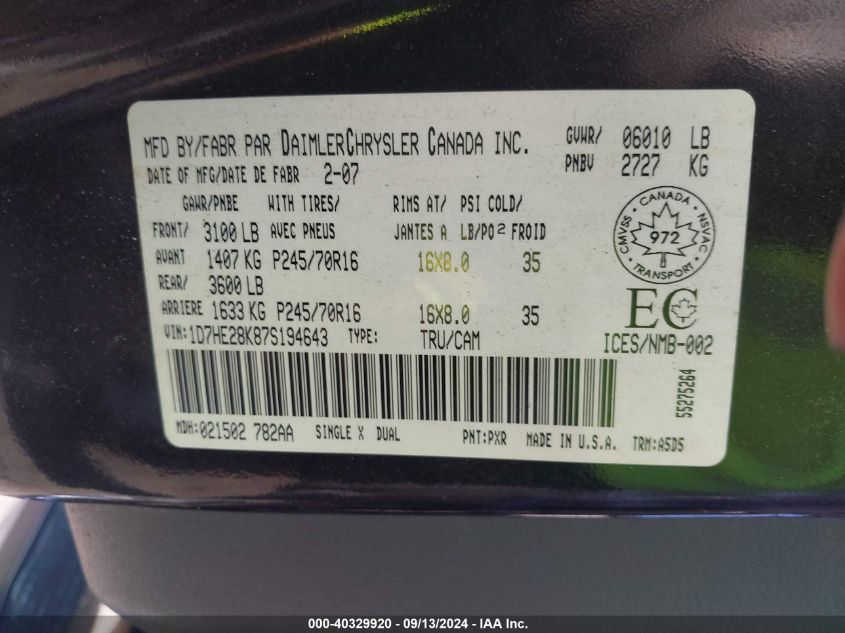 MFD BY/FABR PAR DAIMLERCHRYSLER CANADA INC. GVWR/ 06010 LB
DATE OF MFG/DATE DE FABR 2-07 PNBV 2727 KG
GAWR/PNBE WITH TIRES/ RIMS AT/ PSI COLD/
FRONT/ 3100 LB AVEC PNEUS JANTES A LB/PO² FROID
AVANT 1407 KG P245/70R16 16X8.0 35
REAR/ 3600 LB
ARRIERE 1633 KG P245/70R16 16X8.0 35
VIN: 1D7HE28K87S194643 TYPE: TRU/CAM
CANADA
CMVSS NSVAC
972
TRANSPORT
EC
ICES/NMB-002
55275264
MDH: 021502 782AA SINGLE X DUAL PNT: PXR MADE IN U.S.A. TRM: A5D5
000-40329920 - 09/13/2024 - IAA Inc.